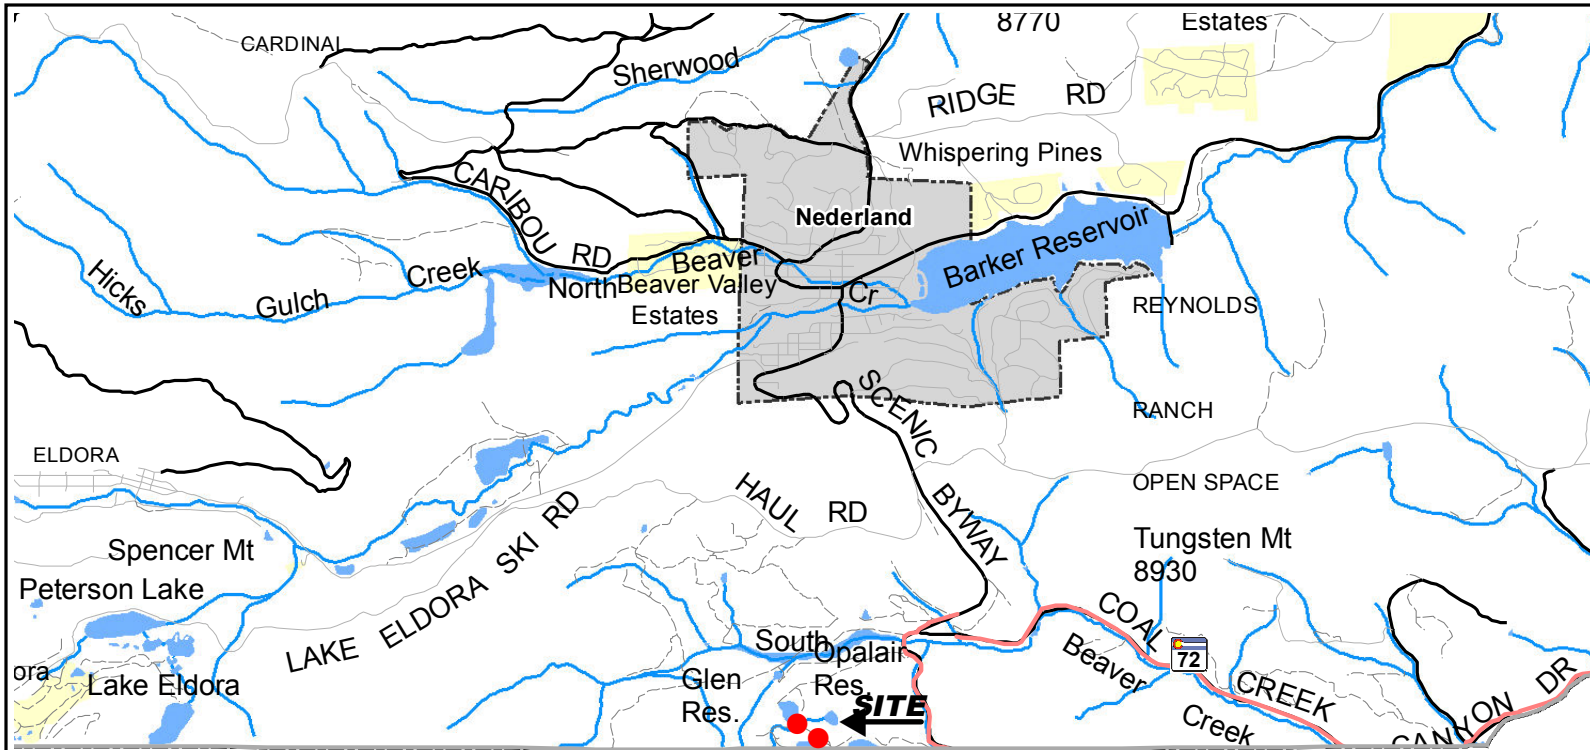 8770
Estates
CARDINAL
Sherwood
RIDGE RD
Whispering Pines
CARIBOU RD
Nederland
Barker Reservoir
Hicks
Gulch
Creek
North
Beaver
Cr
Beaver Valley
Estates
REYNOLDS
RANCH
OPEN SPACE
SCENIC
BYWAY
ELDORA
HAUL RD
Tungsten Mt
8930
Spencer Mt
Peterson Lake
LAKE ELDORA SKI RD
ora
Lake Eldora
South
Opalair
Res.
Glen
Res.
SITE
Beaver
Creek
COAL
CREEK
CANYON DR
72